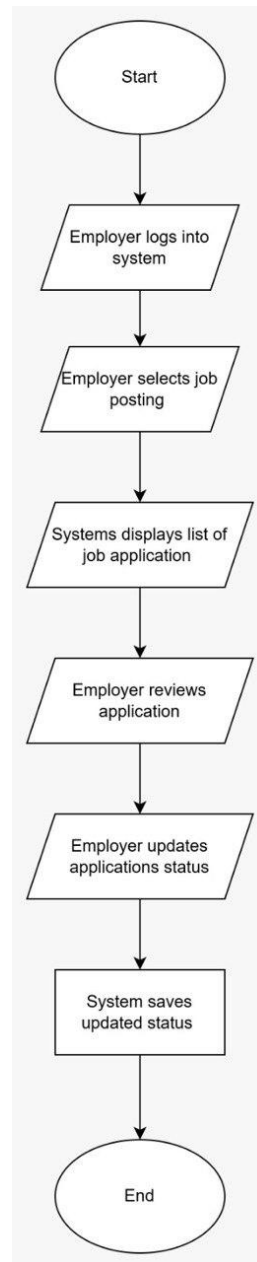 Start
Employer logs into
system
Employer selects job
posting
Systems displays list of
job application
Employer reviews
application
Employer updates
applications status
System saves
updated status
End